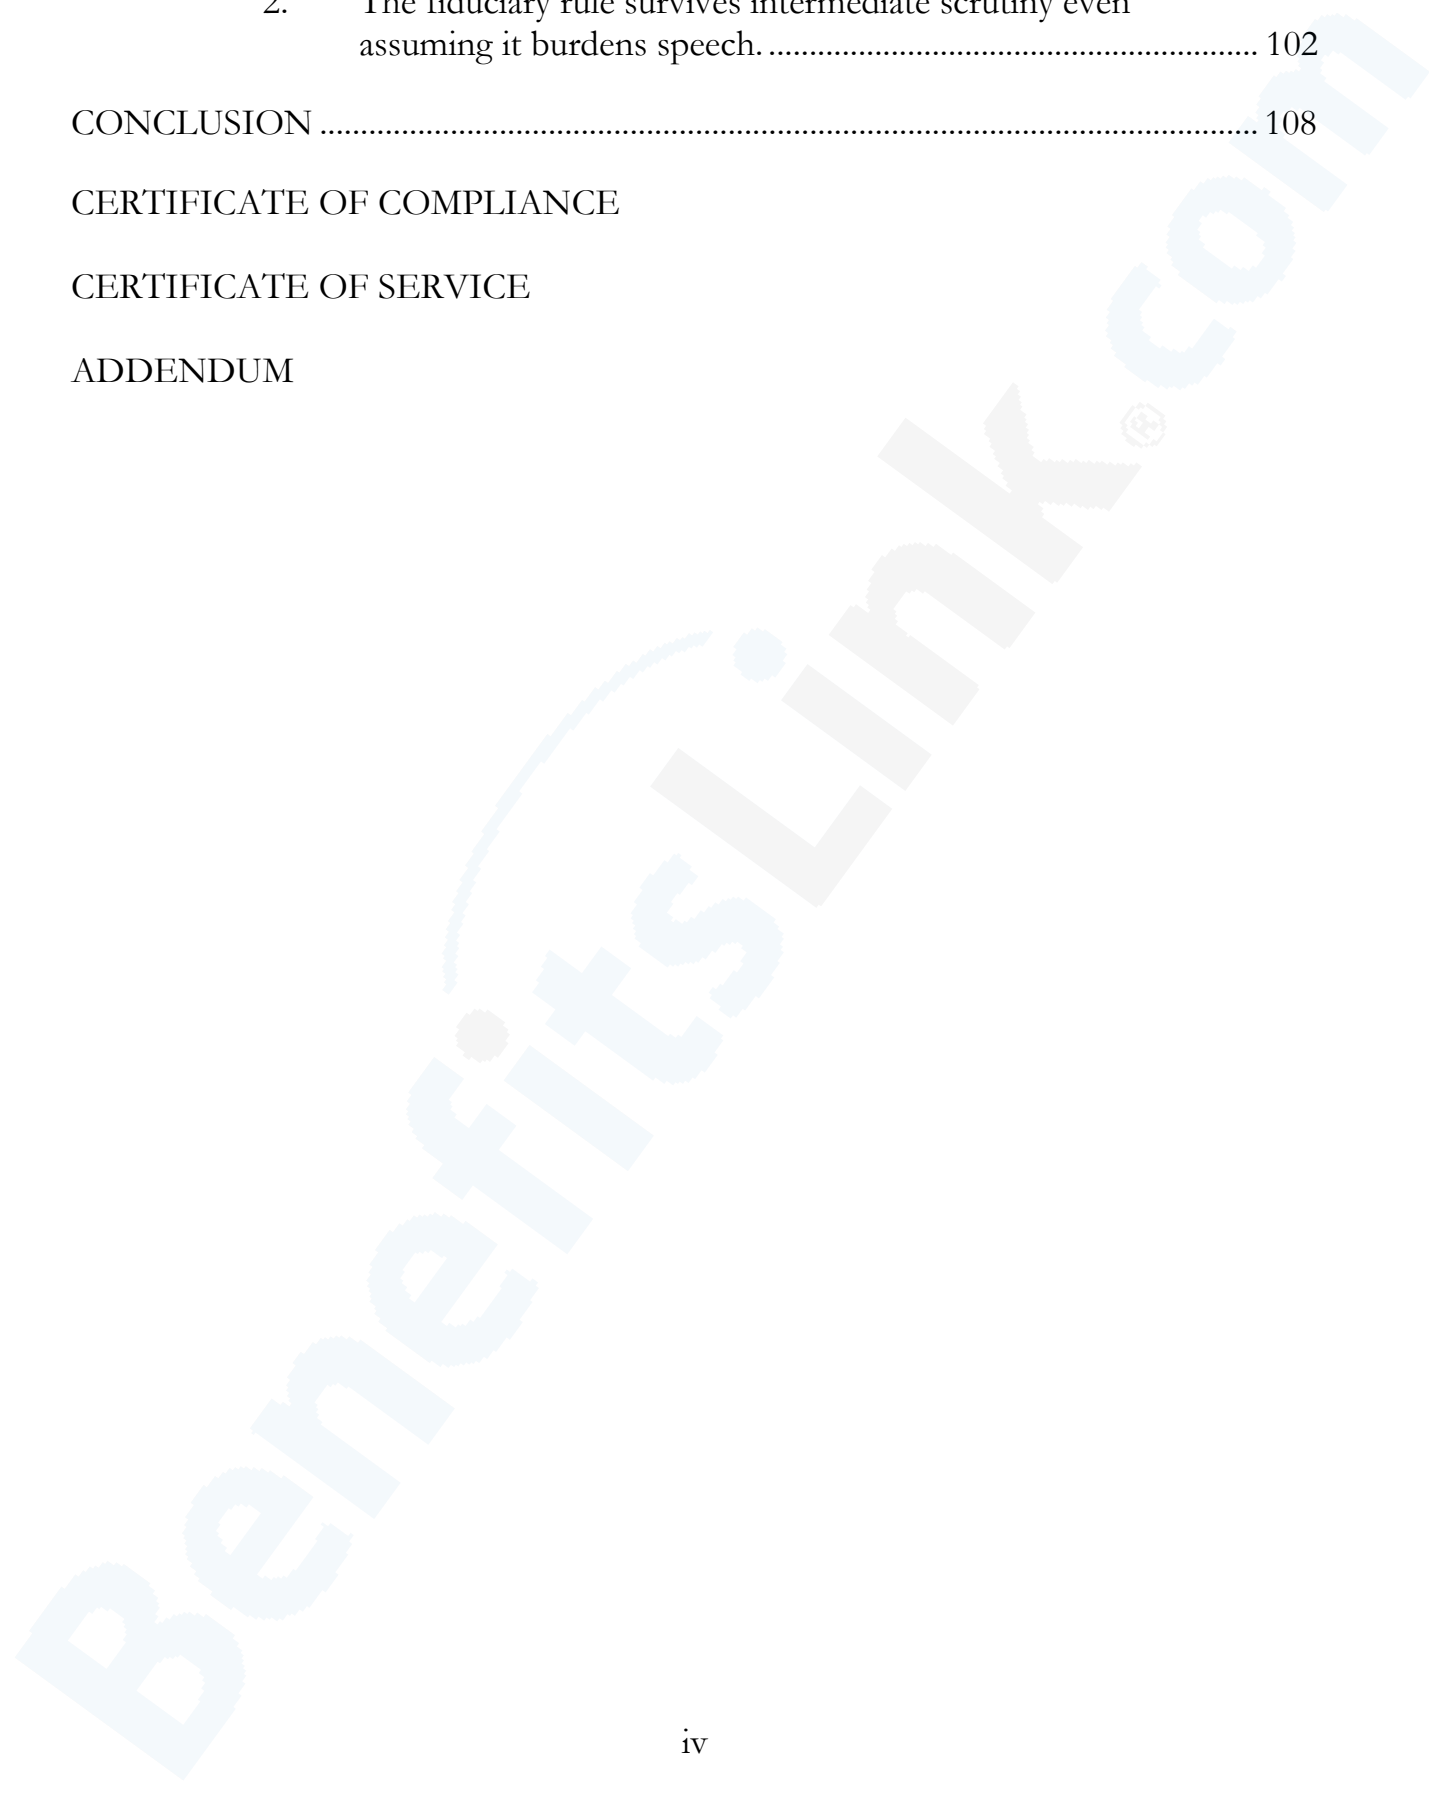 2. The fiduciary rule survives intermediate scrutiny even
assuming it burdens speech. ............................................................ 102
CONCLUSION .................................................................................................................... 108
CERTIFICATE OF COMPLIANCE
CERTIFICATE OF SERVICE
ADDENDUM
BenefitsLink®.com
iv